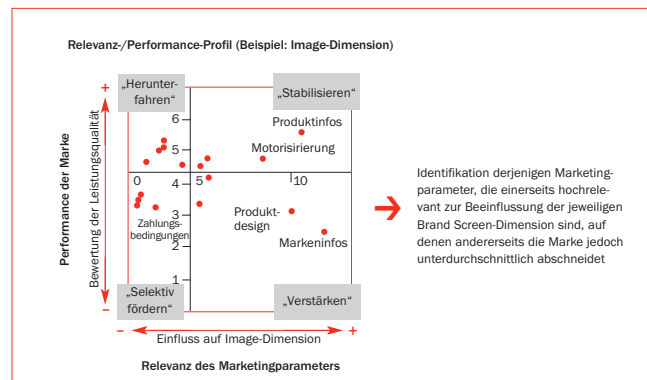 Relevanz-/Performance-Profil (Beispiel: Image-Dimension)
+
„Herunter-
fahren“
„Stabilisieren“
6
Produktinfos
5
Motorisierung
0
5
10
4
3
Zahlungs-
bedingungen
Produkt-
design
2
Markeninfos
1
„Selektiv
fördern“
„Verstärken“
–
–
+
Einfluss auf Image-Dimension
Relevanz des Marketingparameters
Performance der Marke
Bewertung der Leistungsqualität
Identifikation derjenigen Marketing-
parameter, die einerseits hochrele-
vant zur Beeinflussung der jeweiligen
Brand Screen-Dimension sind, auf
denen andererseits die Marke jedoch
unterdurchschnittlich abschneidet